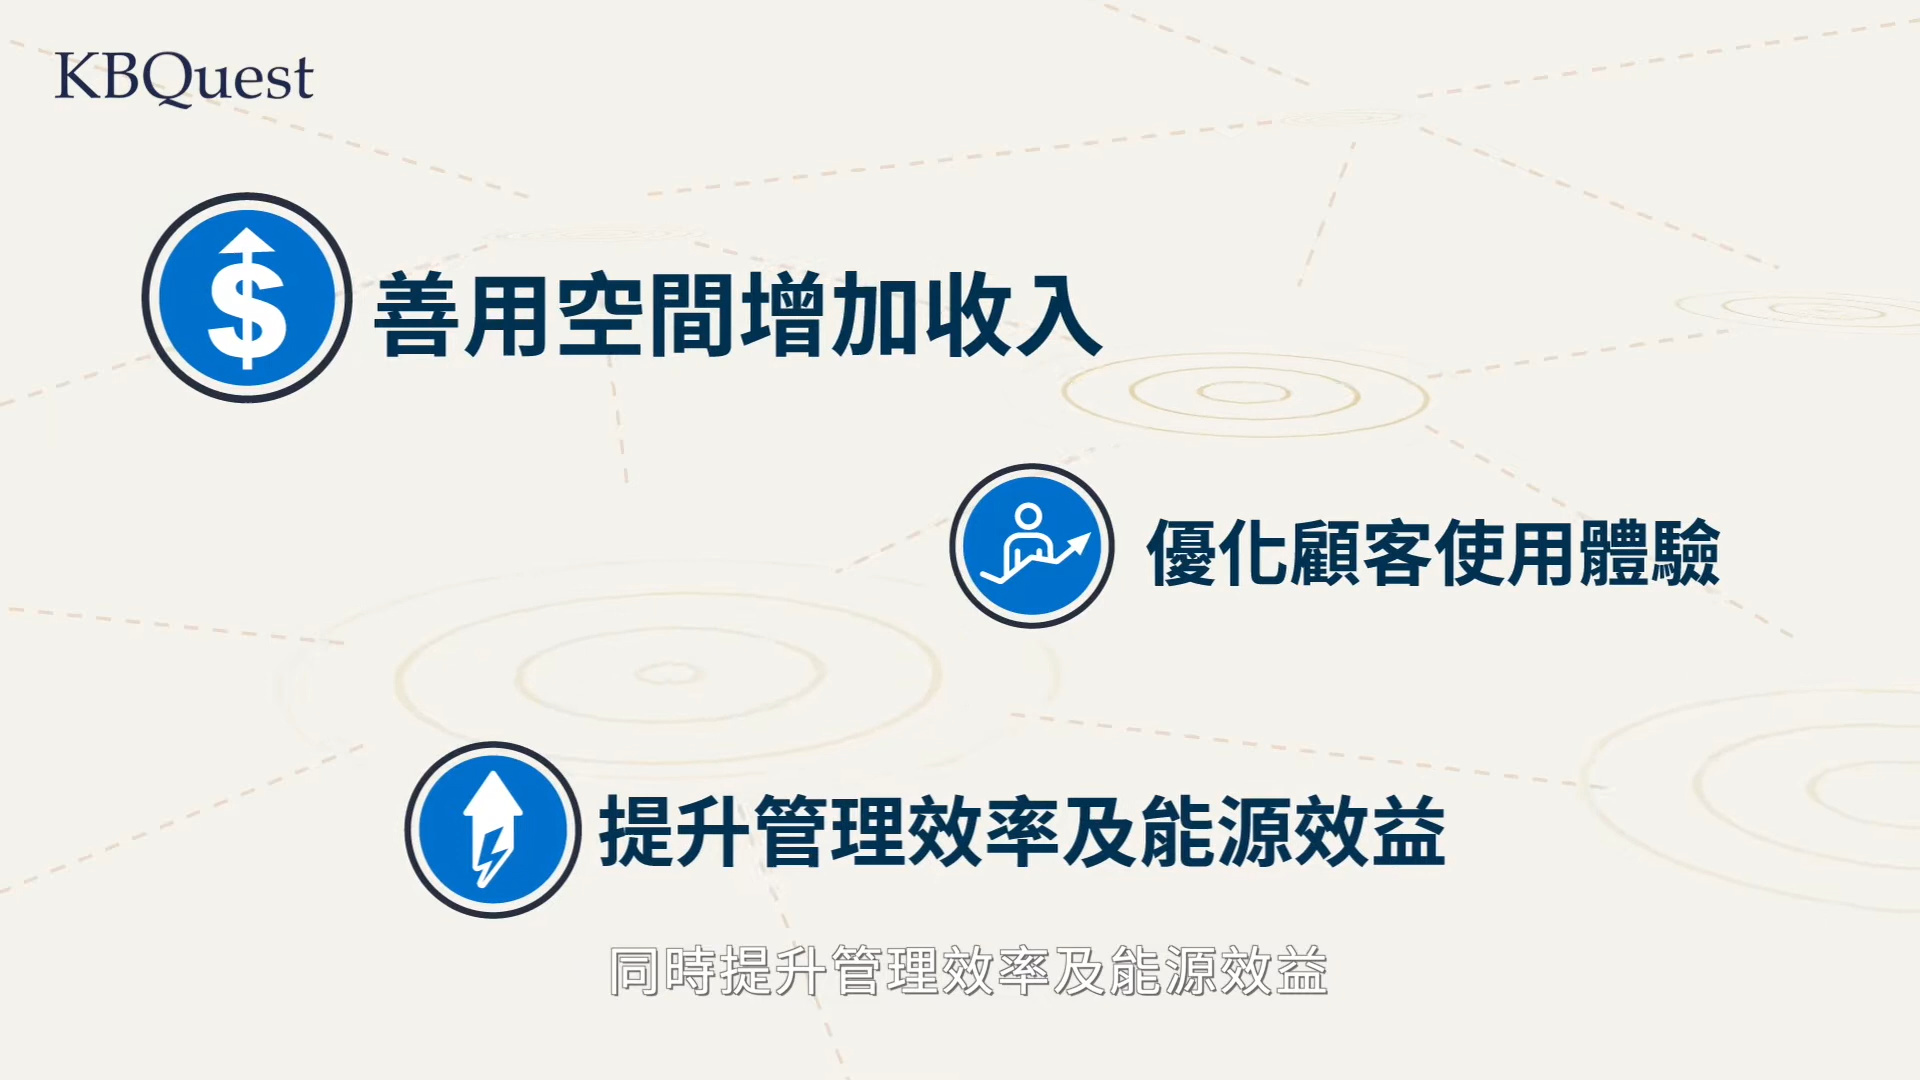 KBQuest
善用空間增加收入
優化顧客使用體驗
提升管理效率及能源效益
同時提升管理效率及能源效益